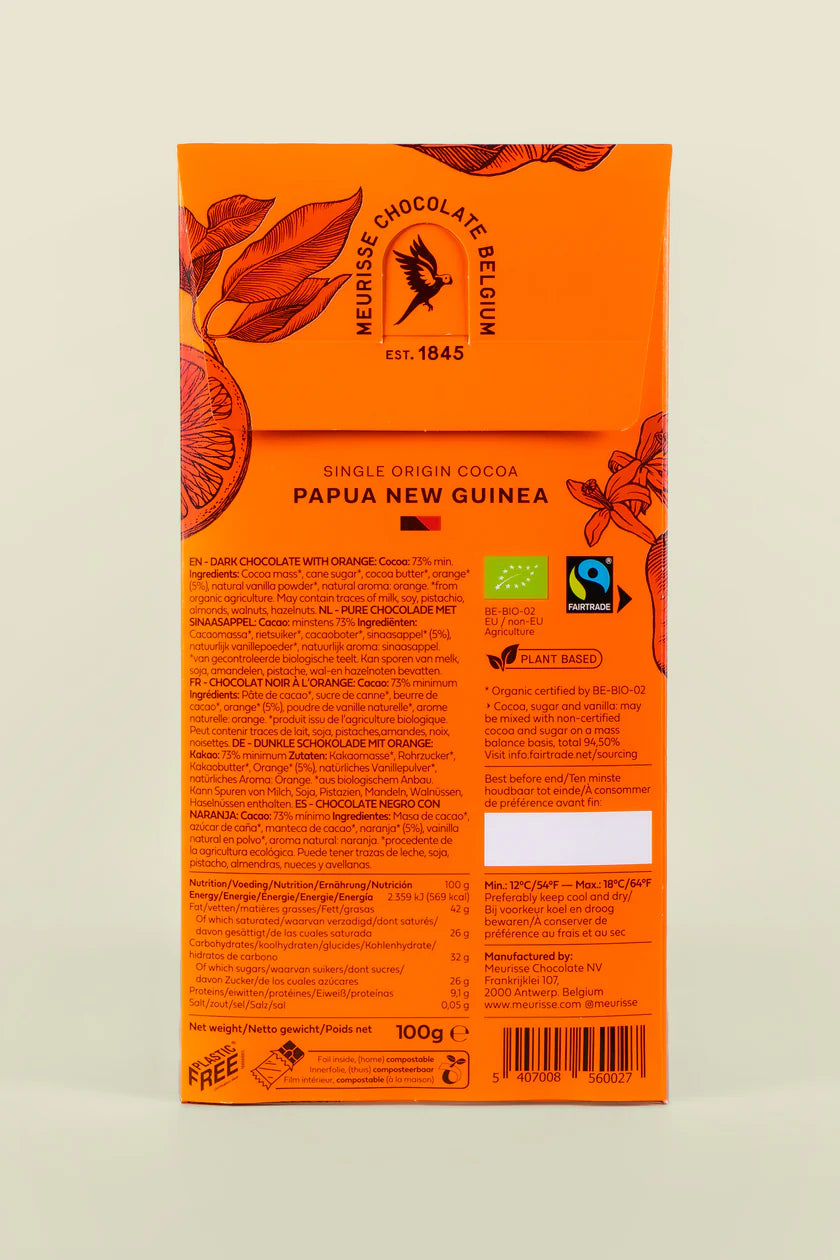 MEURISSE CHOCOLATE BELGIUM
EST. 1845
SINGLE ORIGIN COCOA
PAPUA NEW GUINEA
EN - DARK CHOCOLATE WITH ORANGE: Cocoa: 73% min.
Ingredients: Cocoa mass*, cane sugar*, cocoa butter*, orange*
(5%), natural vanilla powder*, natural aroma: orange. *from
organic agriculture. May contain traces of milk, soy, pistachio,
almonds, walnuts, hazelnuts. NL - PURE CHOCOLADE MET
SINAASAPPEL: Cacao: minstens 73% Ingrediënten:
Cacaomassa*, rietsuiker*, cacaoboter*, sinaasappel* (5%),
natuurlijk vanillepoeder*, natuurlijk aroma: sinaasappel.
*van gecontroleerde biologische teelt. Kan sporen van melk,
soja, amandelen, pistache, wal-en hazelnoten bevatten.
FR - CHOCOLAT NOIR À L'ORANGE: Cacao: 73% minimum
Ingrédients: Pâte de cacao*, sucre de canne*, beurre de
cacao*, orange* (5%), poudre de vanille naturelle*, arome
naturelle: orange. *produit issu de l'agriculture biologique.
Peut contenir traces de lait, soja, pistaches,amandes, noix,
noisettes. DE - DUNKLE SCHOKOLADE MIT ORANGE:
Kakao: 73% minimum Zutaten: Kakaomasse*, Rohrzucker*,
Kakaobutter*, Orange* (5%), natürliches Vanillepulver*,
natürliches Aroma: Orange. *aus biologischem Anbau.
Kann Spuren von Milch, Soja, Pistazien, Mandeln, Walnüssen,
Haselnüssen enthalten. ES - CHOCOLATE NEGRO CON
NARANJA: Cacao: 73% mínimo Ingredientes: Masa de cacao*,
azúcar de caña*, manteca de cacao*, naranja* (5%), vainilla
natural en polvo*, aroma natural: naranja. *procedente de
la agricultura ecológica. Puede tener trazas de leche, soja,
pistacho, almendras, nueces y avellanas.
Nutrition/Voeding/Nutrition/Ernährung/Nutrición 100 g
Energy/Energie/Énergie/Energie/Energía 2.359 kJ (569 kcal)
Fat/vetten/matières grasses/Fett/grasas 42 g
Of which saturated/waarvan verzadigd/dont saturés/
davon gesättigt/de las cuales saturada 26 g
Carbohydrates/koolhydraten/glucides/Kohlenhydrate/
hidratos de carbono 32 g
Of which sugars/waarvan suikers/dont sucres/
davon Zucker/de los cuales azúcares 26 g
Proteins/eiwitten/protéines/Eiweiß/proteínas 9,1 g
Salt/zout/sel/Salz/sal 0,05 g
Net weight/Netto gewicht/Poids net 100g ℮
PLASTIC
FREE
Foil inside, (home) compostable
Innerfolie, (thuis) composteerbaar
Film intérieur, compostable (à la maison)
FAIRTRADE ®
BE-BIO-02
EU / non-EU
Agriculture
PLANT BASED
* Organic certified by BE-BIO-02
Cocoa, sugar and vanilla: may
be mixed with non-certified
cocoa and sugar on a mass
balance basis, total 94,50%
Visit info.fairtrade.net/sourcing
Best before end/Ten minste
houdbaar tot einde/À consommer
de préférence avant fin:
Min.: 12°C/54°F — Max.: 18°C/64°F
Preferably keep cool and dry/
Bij voorkeur koel en droog
bewaren/À conserver de
préférence au frais et au sec
Manufactured by:
Meurisse Chocolate NV
Frankrijklei 107,
2000 Antwerp. Belgium
www.meurisse.com @meurisse
5 407008 560027